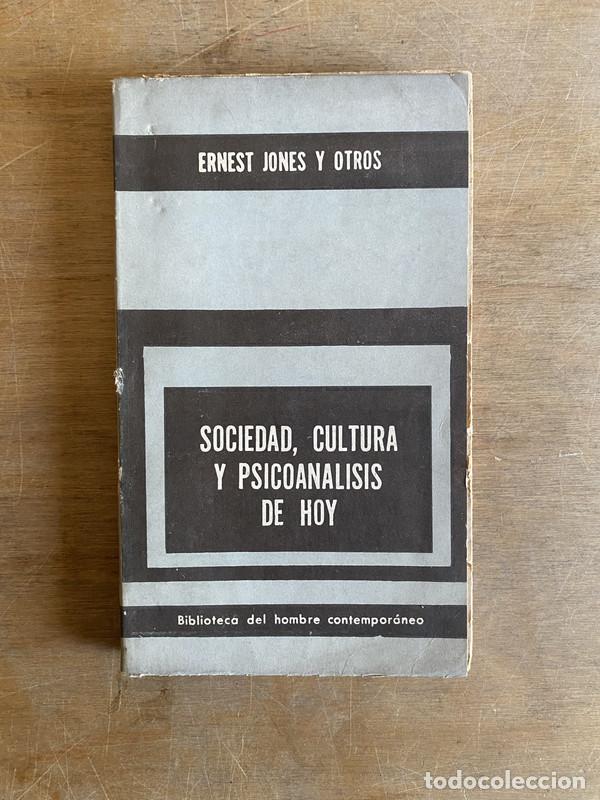 ERNEST JONES Y OTROS
SOCIEDAD, CULTURA
Y PSICOANALISIS
DE HOY
Biblioteca del hombre contemporáneo
todocoleccion